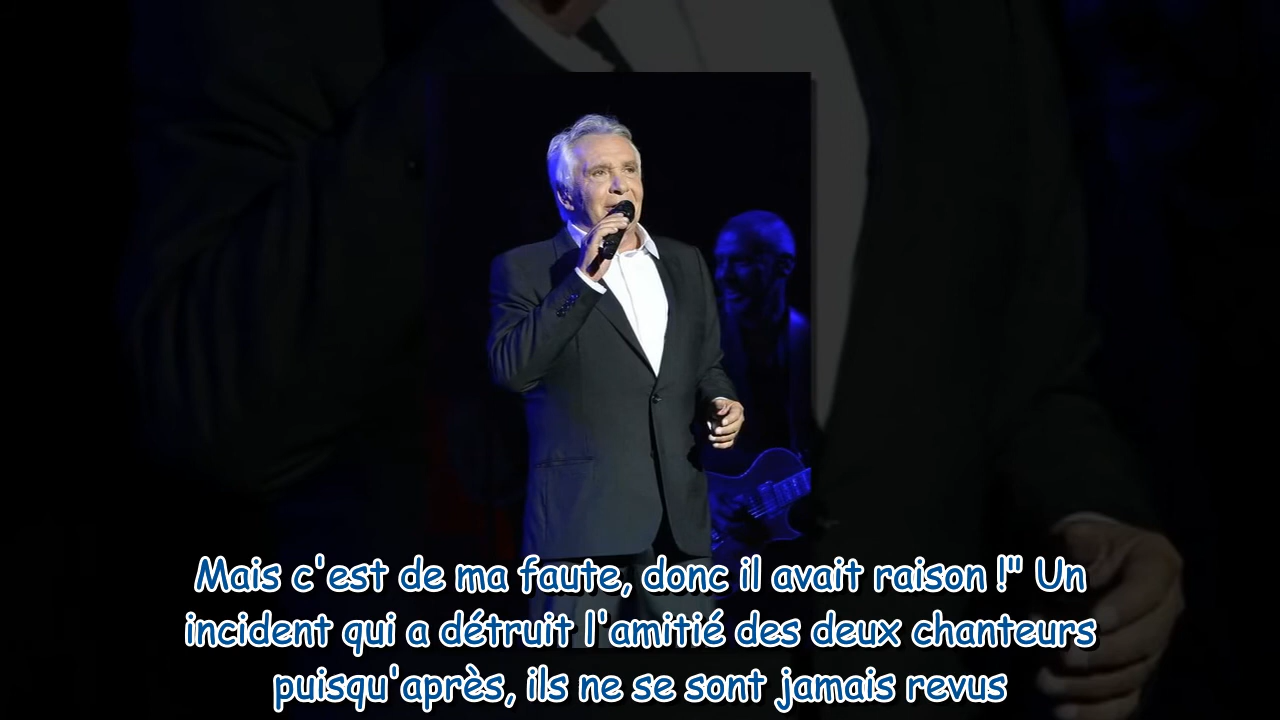 Mais c'est de ma faute, donc il avait raison !" Un
incident qui a détruit l'amitié des deux chanteurs
puisqu'après, ils ne se sont jamais revus